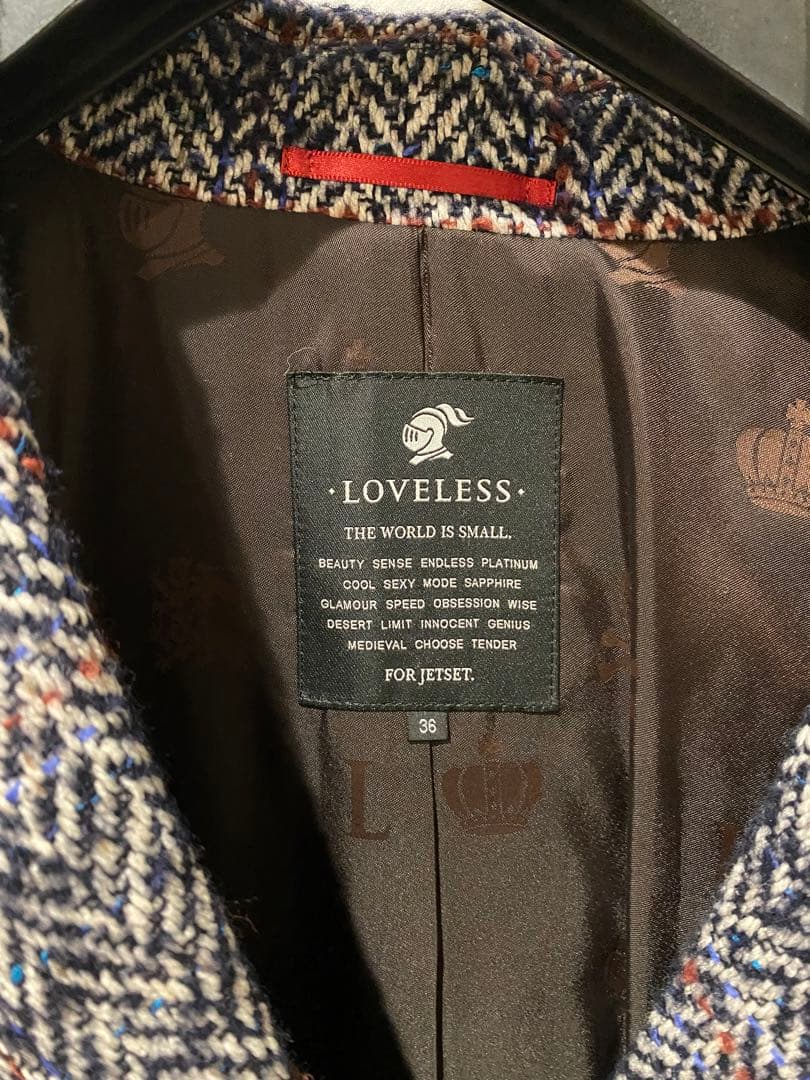 · LOVELESS ·
THE WORLD IS SMALL.
BEAUTY SENSE ENDLESS PLATINUM
COOL SEXY MODE SAPPHIRE
GLAMOUR SPEED OBSESSION WISE
DESERT LIMIT INNOCENT GENIUS
MEDIEVAL CHOOSE TENDER
FOR JETSET.
36
L